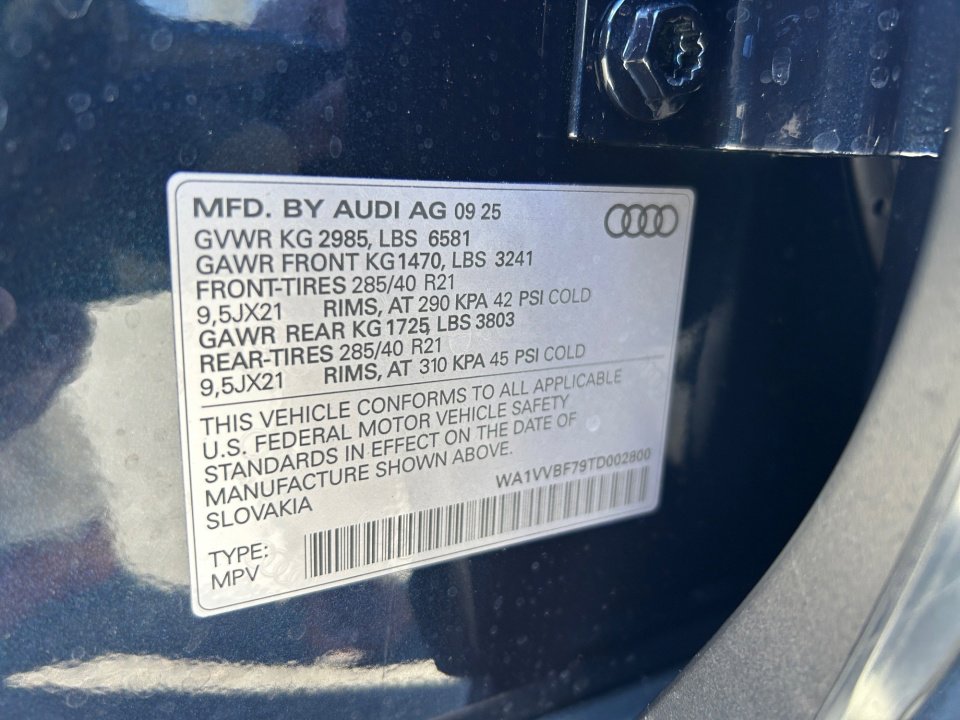 MFD. BY AUDI AG 09 25
GVWR KG 2985, LBS 6581
GAWR FRONT KG1470, LBS 3241
FRONT-TIRES 285/40 R21
9,5JX21 RIMS, AT 290 KPA 42 PSI COLD
GAWR REAR KG 1725, LBS 3803
REAR-TIRES 285/40 R21
9,5JX21 RIMS, AT 310 KPA 45 PSI COLD
THIS VEHICLE CONFORMS TO ALL APPLICABLE
U.S. FEDERAL MOTOR VEHICLE SAFETY
STANDARDS IN EFFECT ON THE DATE OF
MANUFACTURE SHOWN ABOVE.
SLOVAKIA
WA1VVBF79TD002800
TYPE:
MPV